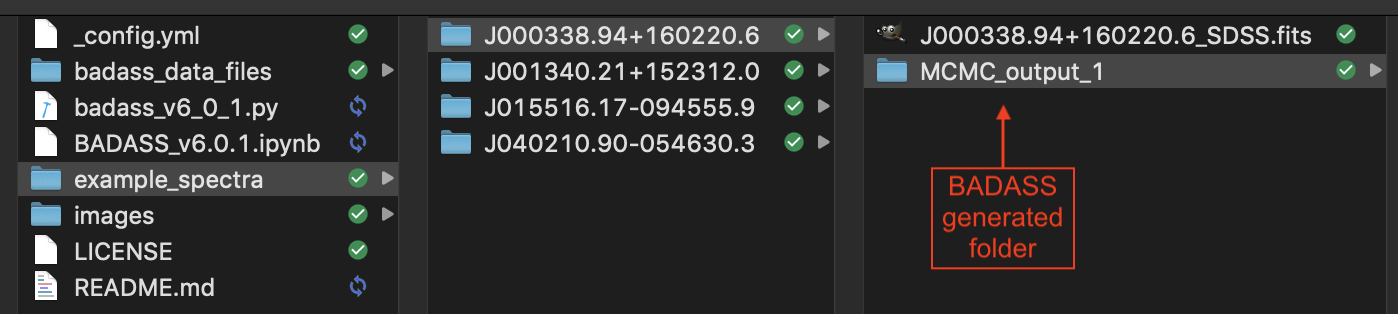 _config.yml
badass_data_files
badass_v6_0_1.py
BADASS_v6.0.1.ipynb
example_spectra
images
LICENSE
README.md
J000338.94+160220.6
J001340.21+152312.0
J015516.17-094555.9
J040210.90-054630.3
J000338.94+160220.6_SDSS.fits
MCMC_output_1
BADASS
generated
folder